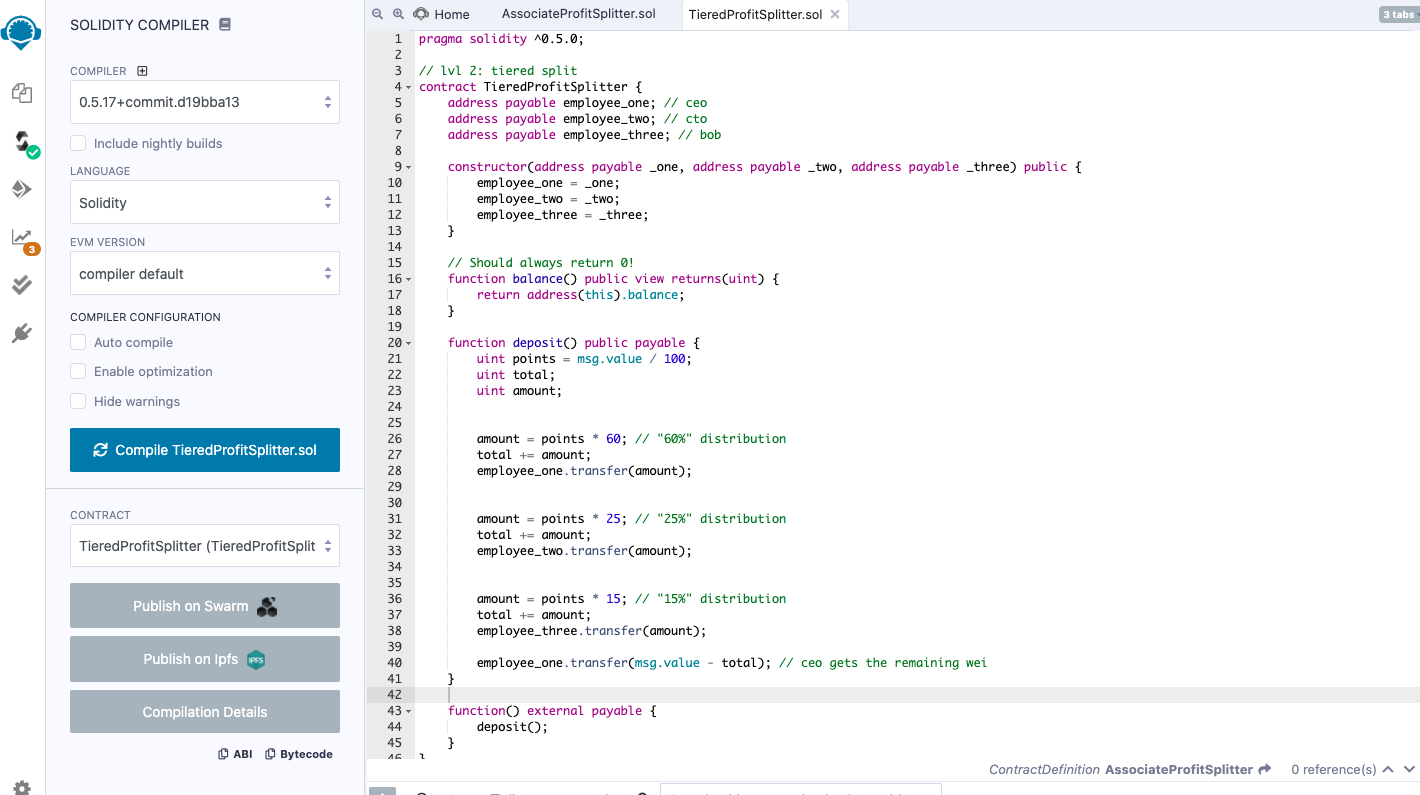 SOLIDITY COMPILER
COMPILER
0.5.17+commit.d19bba13
Include nightly builds
LANGUAGE
Solidity
EVM VERSION
compiler default
COMPILER CONFIGURATION
Auto compile
Enable optimization
Hide warnings
Compile TieredProfitSplitter.sol
CONTRACT
TieredProfitSplitter (TieredProfitSplit
Publish on Swarm
Publish on Ipfs IPFS
Compilation Details
ABI Bytecode
3
Home AssociateProfitSplitter.sol TieredProfitSplitter.sol 3 tabs
1 pragma solidity ^0.5.0;
2
3 // lvl 2: tiered split
4 contract TieredProfitSplitter {
5 address payable employee_one; // ceo
6 address payable employee_two; // cto
7 address payable employee_three; // bob
8
9 constructor(address payable _one, address payable _two, address payable _three) public {
10 employee_one = _one;
11 employee_two = _two;
12 employee_three = _three;
13 }
14
15 // Should always return 0!
16 function balance() public view returns(uint) {
17 return address(this).balance;
18 }
19
20 function deposit() public payable {
21 uint points = msg.value / 100;
22 uint total;
23 uint amount;
24
25
26 amount = points * 60; // "60%" distribution
27 total += amount;
28 employee_one.transfer(amount);
29
30
31 amount = points * 25; // "25%" distribution
32 total += amount;
33 employee_two.transfer(amount);
34
35
36 amount = points * 15; // "15%" distribution
37 total += amount;
38 employee_three.transfer(amount);
39
40 employee_one.transfer(msg.value - total); // ceo gets the remaining wei
41 }
42
43 function() external payable {
44 deposit();
45 }
46 }
ContractDefinition AssociateProfitSplitter 0 reference(s)